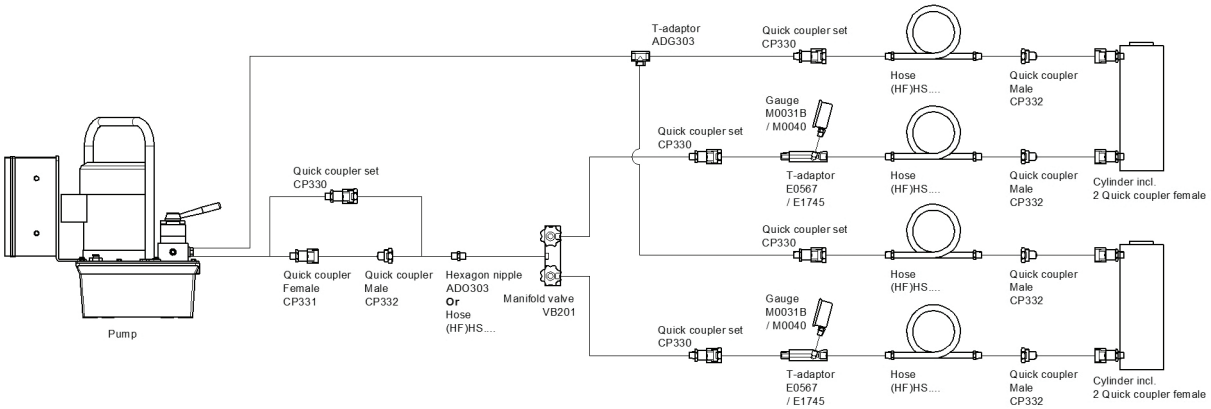 T-adaptor
ADG303
Quick coupler set
CP330
Hose
(HF)HS....
Quick coupler
Male
CP332
Gauge
M0031B
/ M0040
Quick coupler set
CP330
T-adaptor
E0567
/ E1745
Hose
(HF)HS....
Quick coupler
Male
CP332
Cylinder incl.
2 Quick coupler female
Quick coupler set
CP330
Quick coupler
Female
CP331
Quick coupler
Male
CP332
Hexagon nipple
ADO303
Or
Hose
(HF)HS....
Manifold valve
VB201
Pump
Quick coupler set
CP330
Hose
(HF)HS....
Quick coupler
Male
CP332
Gauge
M0031B
/ M0040
Quick coupler set
CP330
T-adaptor
E0567
/ E1745
Hose
(HF)HS....
Quick coupler
Male
CP332
Cylinder incl.
2 Quick coupler female